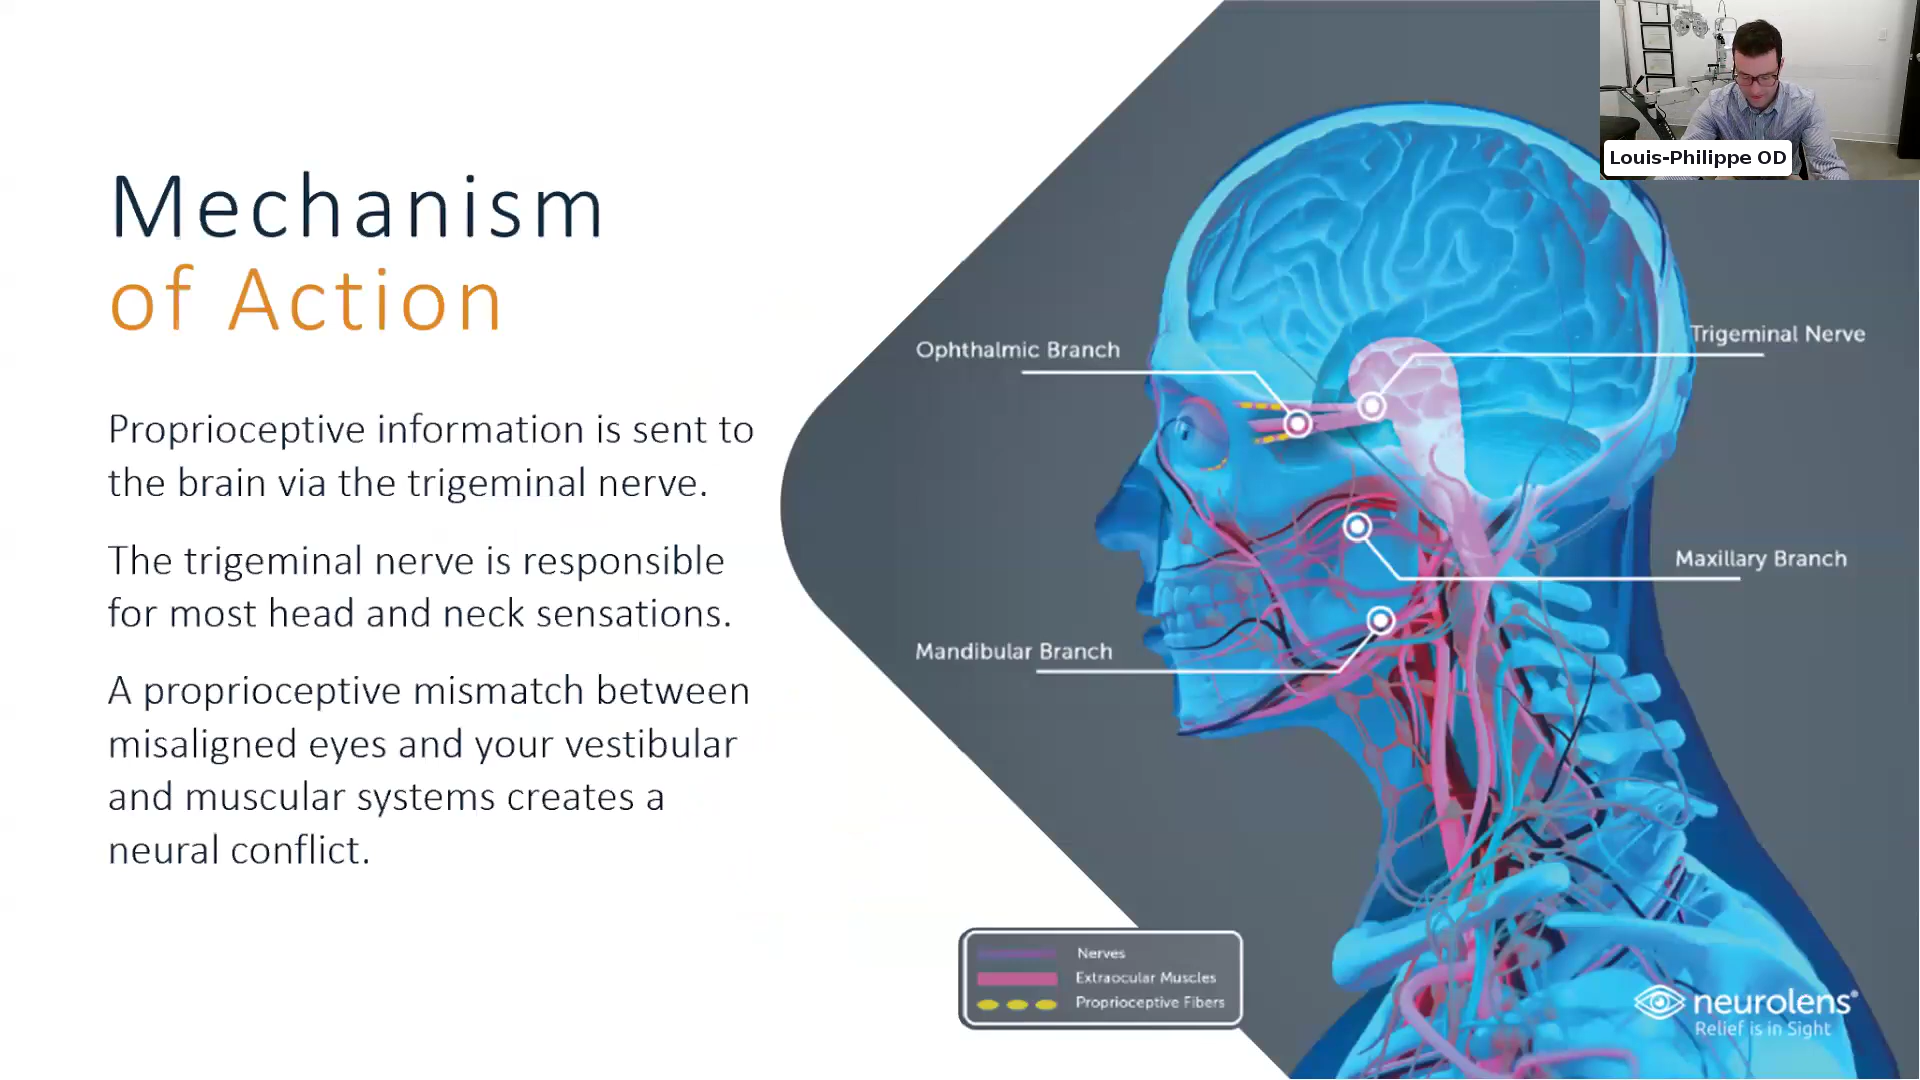 Mechanism
of Action
Proprioceptive information is sent to
the brain via the trigeminal nerve.
The trigeminal nerve is responsible
for most head and neck sensations.
A proprioceptive mismatch between
misaligned eyes and your vestibular
and muscular systems creates a
neural conflict.
Louis-Philippe OD
Ophthalmic Branch
Trigeminal Nerve
Maxillary Branch
Mandibular Branch
Nerves
Extraocular Muscles
Proprioceptive Fibers
neurolens®
Relief is in Sight